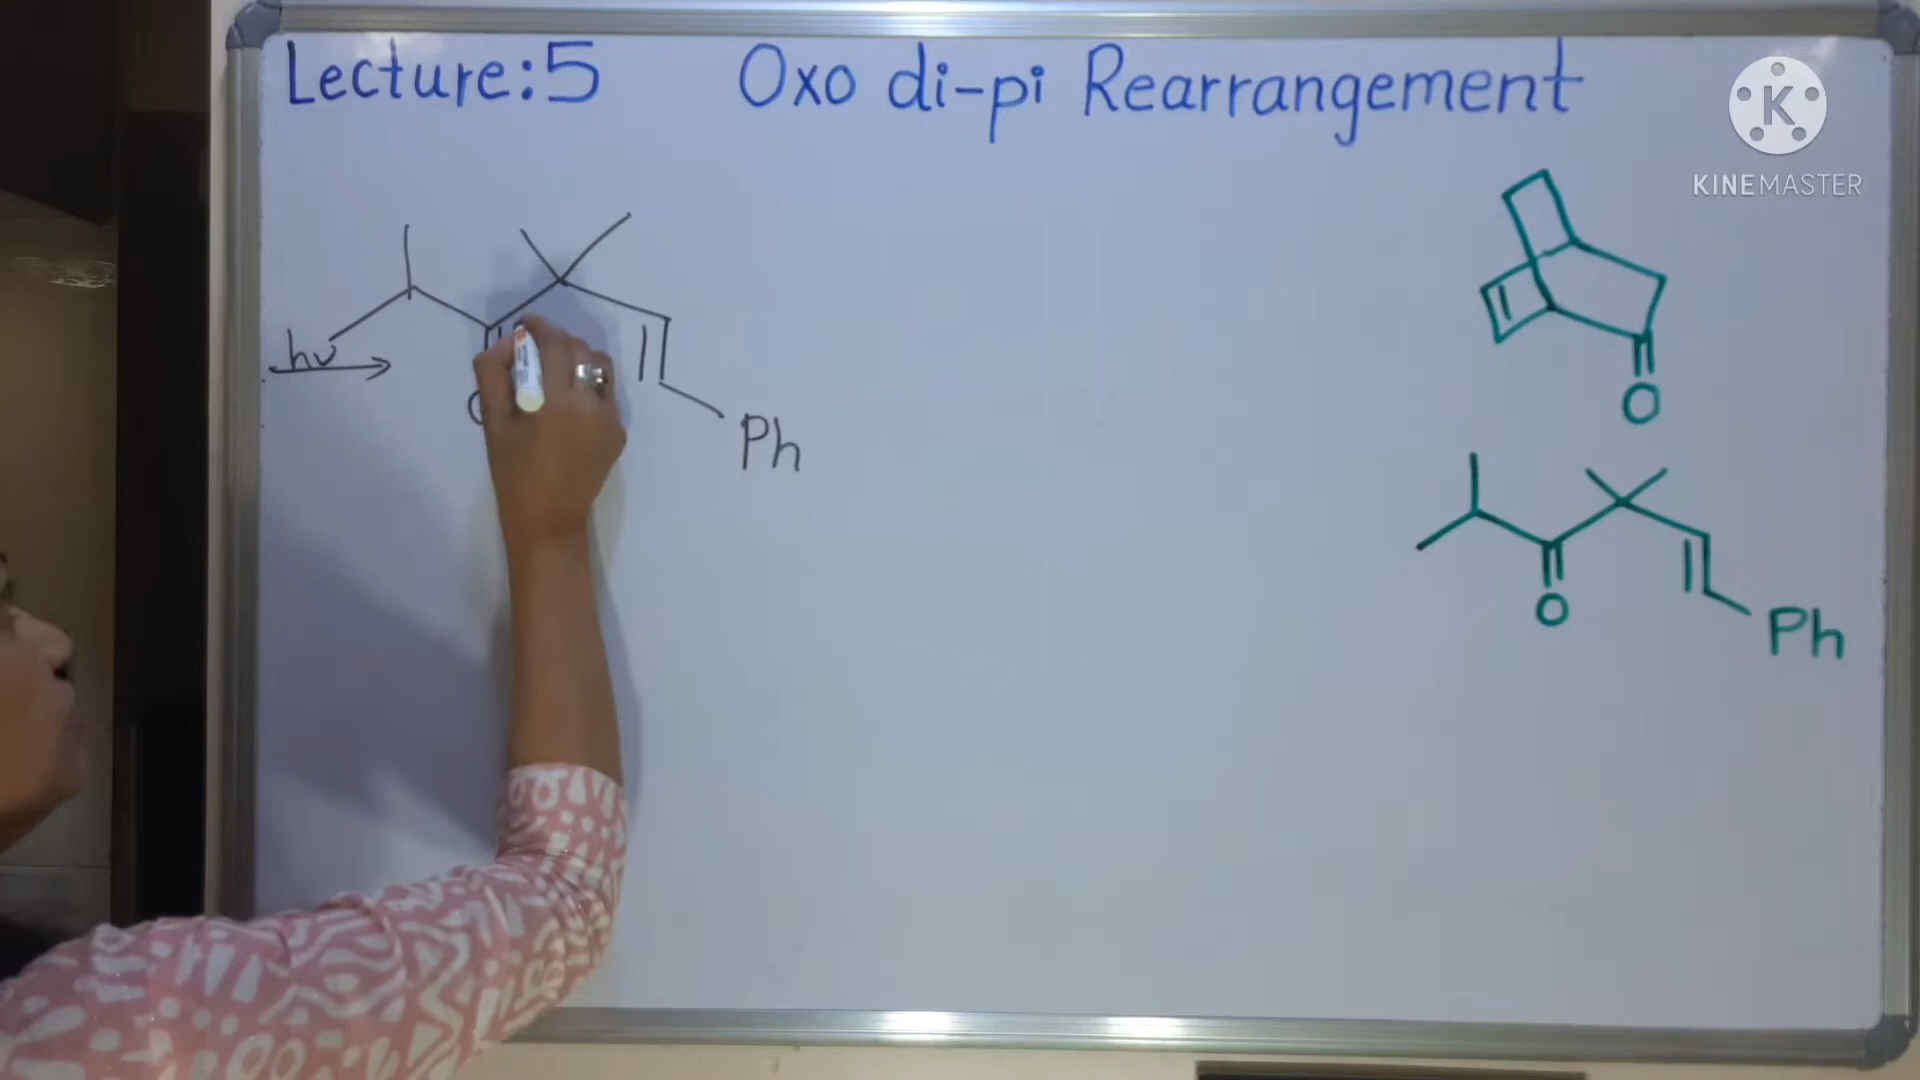 Lecture:5 Oxo di-pi Rearrangement
K
KINEMASTER
hν
Ph
O
O
Ph